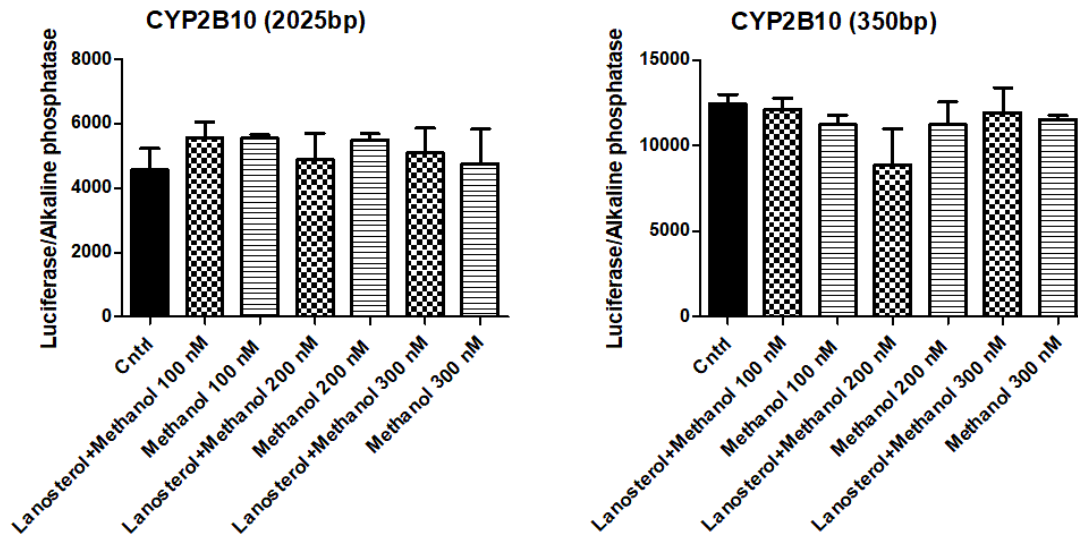 CYP2B10 (2025bp)
Luciferase/Alkaline phosphatase
8000
6000
4000
2000
0
Cntrl
Lanosterol+Methanol 100 nM
Methanol 100 nM
Lanosterol+Methanol 200 nM
Methanol 200 nM
Lanosterol+Methanol 300 nM
Methanol 300 nM
CYP2B10 (350bp)
Luciferase/Alkaline phosphatase
15000
10000
5000
0
Cntrl
Lanosterol+Methanol 100 nM
Methanol 100 nM
Lanosterol+Methanol 200 nM
Methanol 200 nM
Lanosterol+Methanol 300 nM
Methanol 300 nM